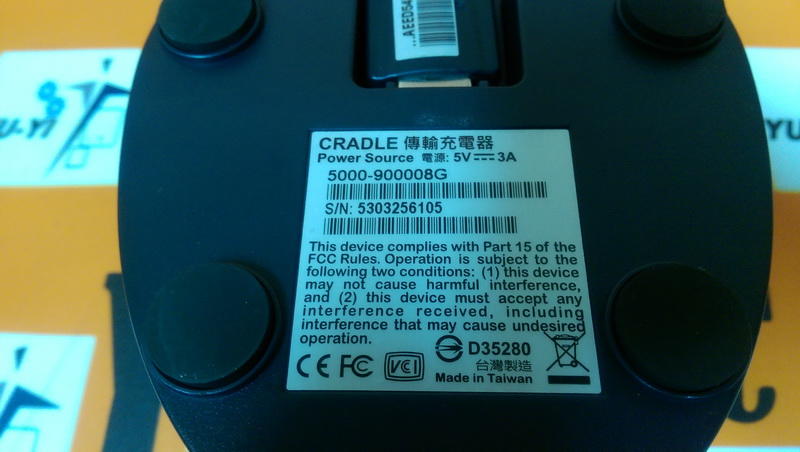 AEED54
CRADLE 傳輸充電器
Power Source 電源: 5V⎓3A
5000-900008G
S/N: 5303256105
This device complies with Part 15 of the
FCC Rules. Operation is subject to the
following two conditions: (1) this device
may not cause harmful interference,
and (2) this device must accept any
interference received, including
interference that may cause undesired
operation.
CE FC VCI D35280
台灣製造
Made in Taiwan
U-YI
YU